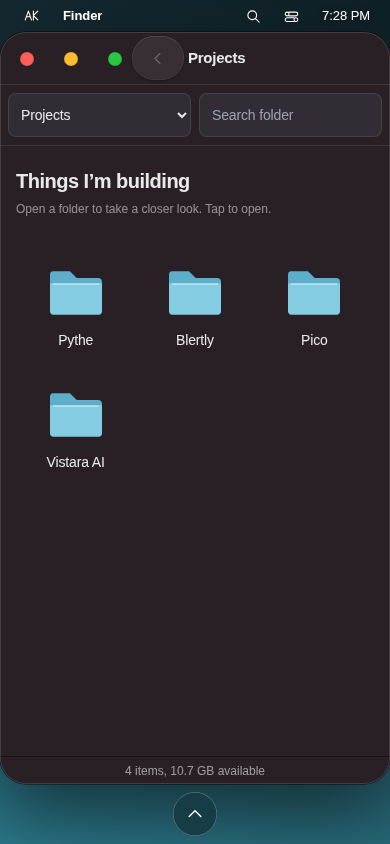 AK Finder 7:28 PM
Projects
Projects Search folder
Things I’m building
Open a folder to take a closer look. Tap to open.
Pythe Blertly Pico
Vistara AI
4 items, 10.7 GB available